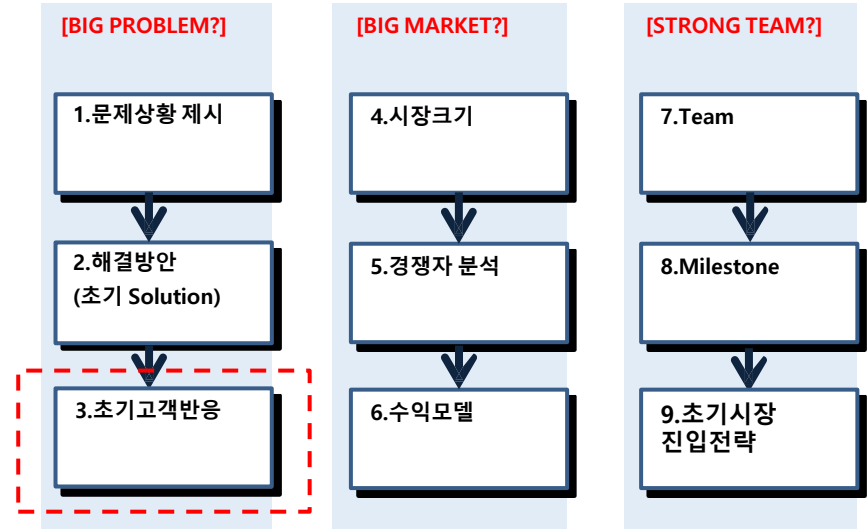 [BIG PROBLEM?]
1.문제상황 제시
2.해결방안
(초기 Solution)
3.초기고객반응
[BIG MARKET?]
4.시장크기
5.경쟁자 분석
6.수익모델
[STRONG TEAM?]
7.Team
8.Milestone
9.초기시장
진입전략